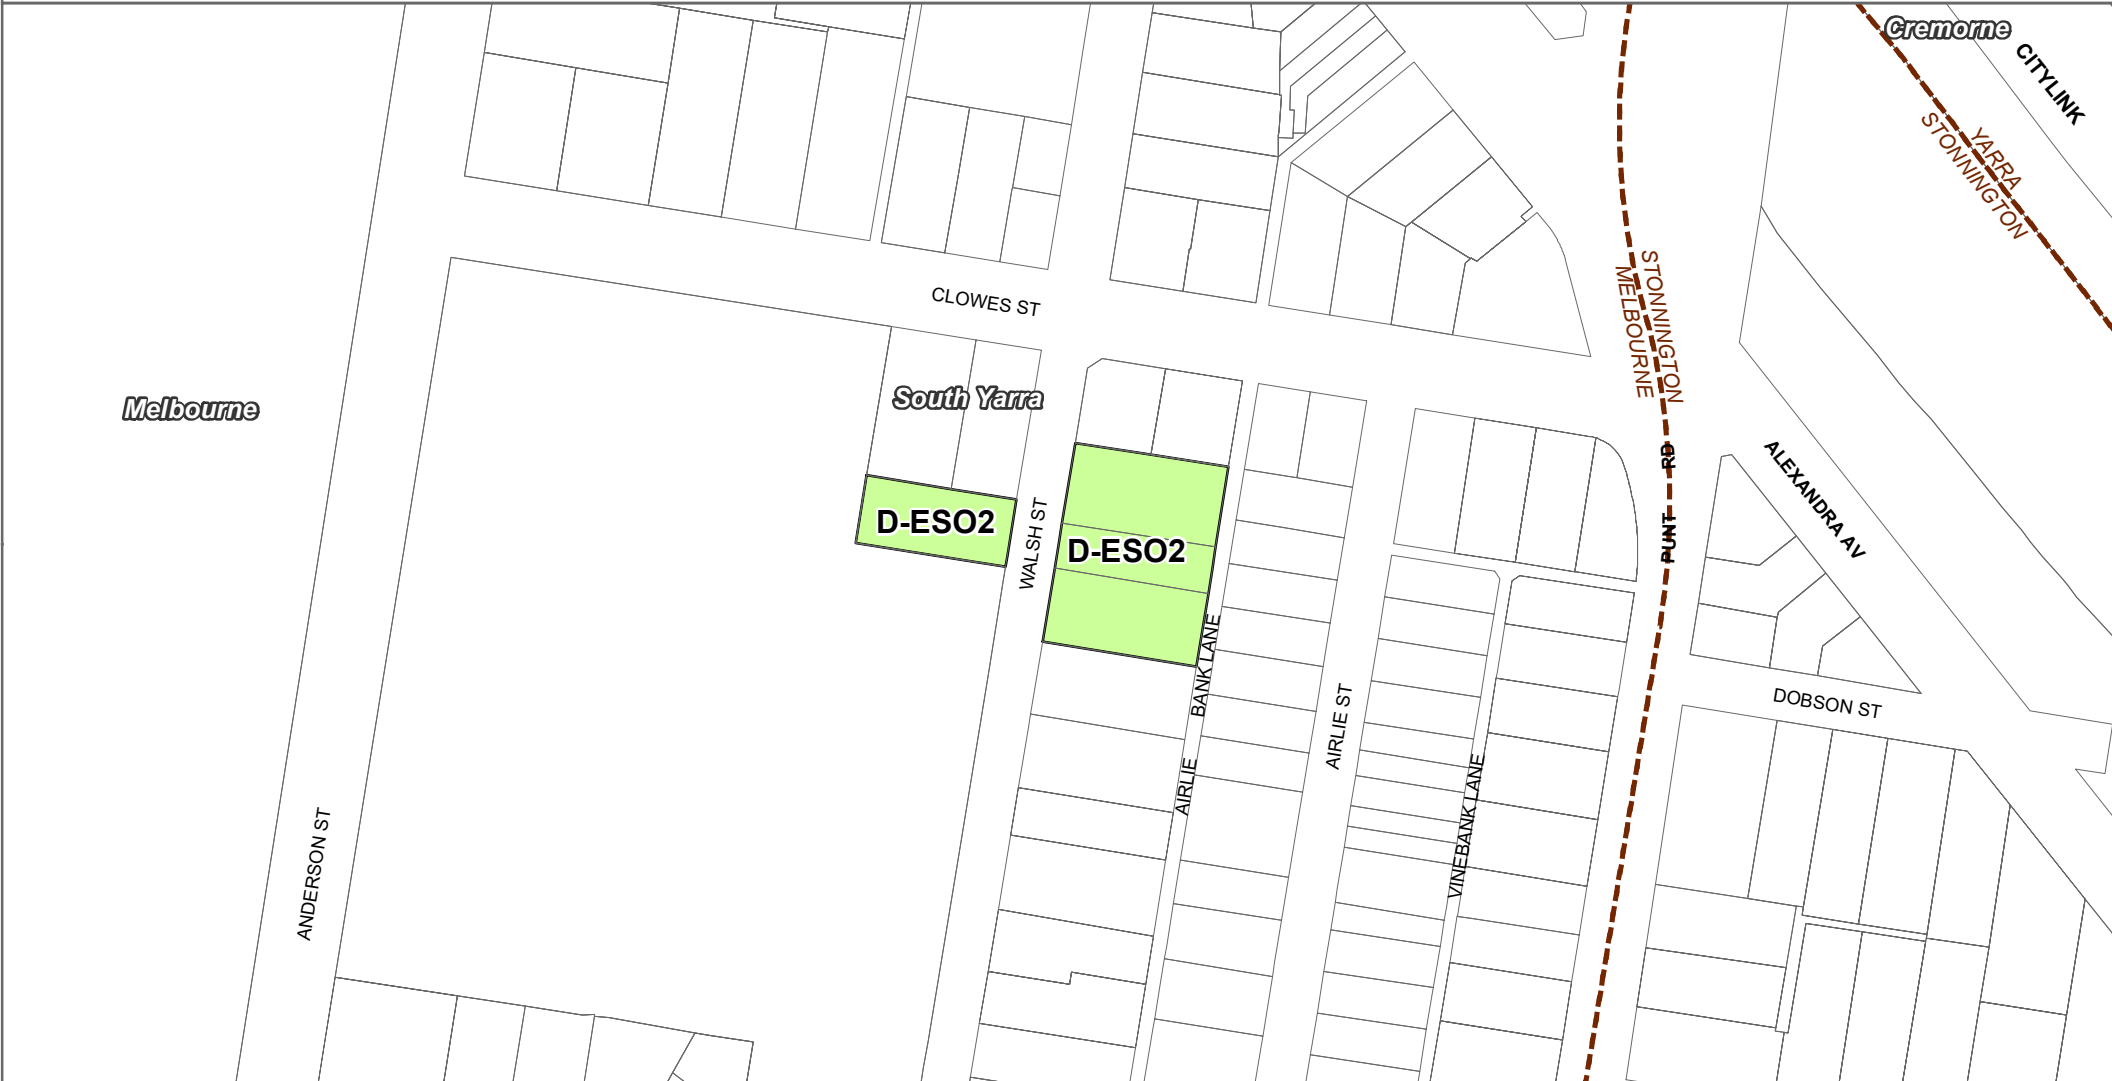 Cremorne
CITYLINK
YARRA
STONNINGTON
STONNINGTON
MELBOURNE
CLOWES ST
Melbourne
South Yarra
PUNT RD
ALEXANDRA AV
D-ESO2
WALSH ST
D-ESO2
AIRLIE BANK LANE
AIRLIE ST
DOBSON ST
VINEBANK LANE
ANDERSON ST